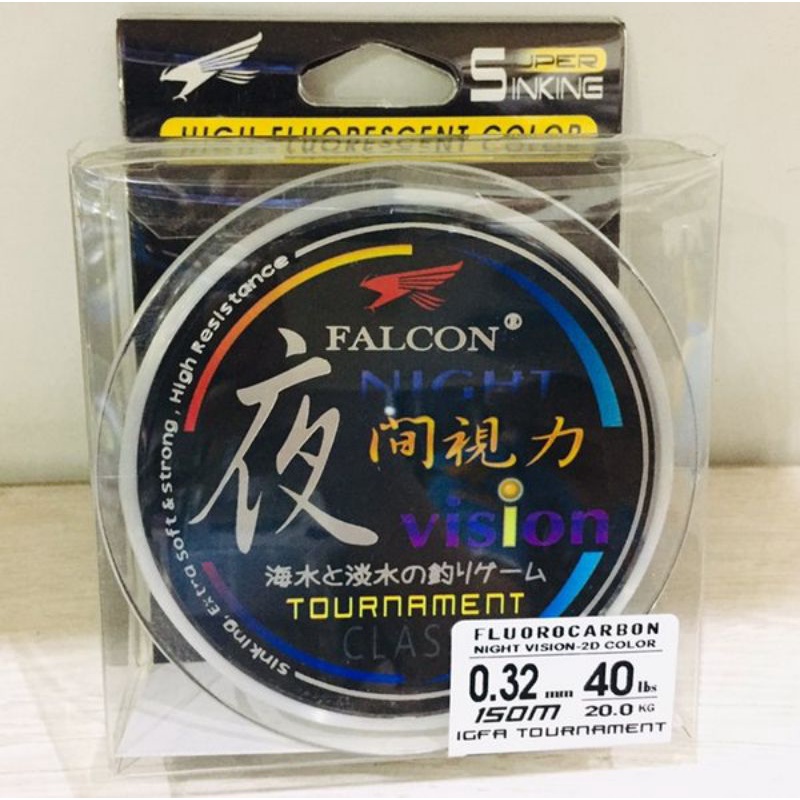 SUPER
SINKING
HIGH FLUORESCENT COLOR
Sinking, Extra soft & strong, High Resistance
FALCON®
NIGHT
夜
間視力
vision
海水と淡水の釣りゲーム
TOURNAMENT
CLAS
FLUOROCARBON
NIGHT VISION-2D COLOR
0.32 mm 40 lbs
150M 20.0 KG
IGFA TOURNAMENT